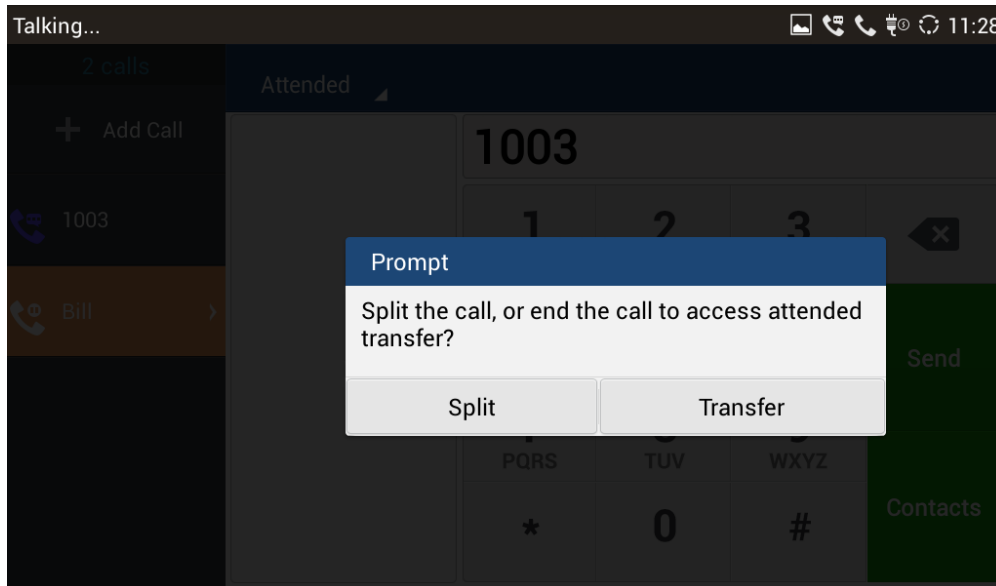 Talking...
11:28
2 calls
Attended
Add Call
1003
1003
1 2 3
Prompt
Bill
Split the call, or end the call to access attended
transfer?
Send
Split
Transfer
PQRS TUV WXYZ
Contacts
* 0 #